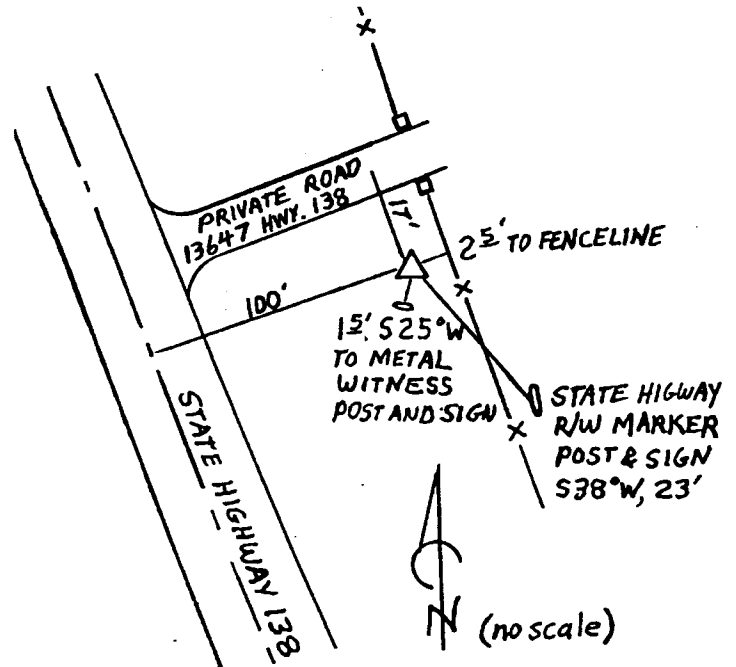 PRIVATE ROAD
13647 HWY. 138
17'
2 5' TO FENCELINE
100'
1 5', S25°W
TO METAL
WITNESS
POST AND SIGN
STATE HIGWAY
R/W MARKER
POST & SIGN
S38°W, 23'
STATE HIGHWAY 138
N (no scale)